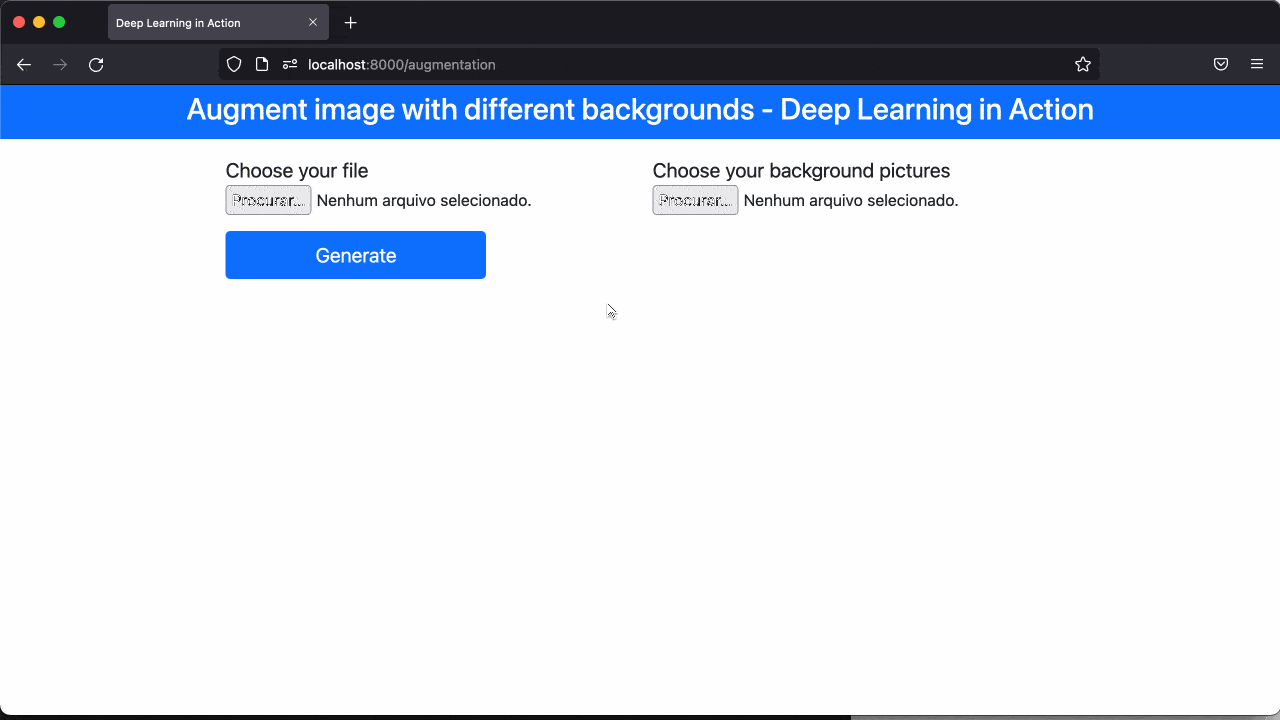 Deep Learning in Action
localhost:8000/augmentation
Augment image with different backgrounds - Deep Learning in Action
Choose your file
Choose your background pictures
Procurar... Nenhum arquivo selecionado.
Procurar... Nenhum arquivo selecionado.
Generate